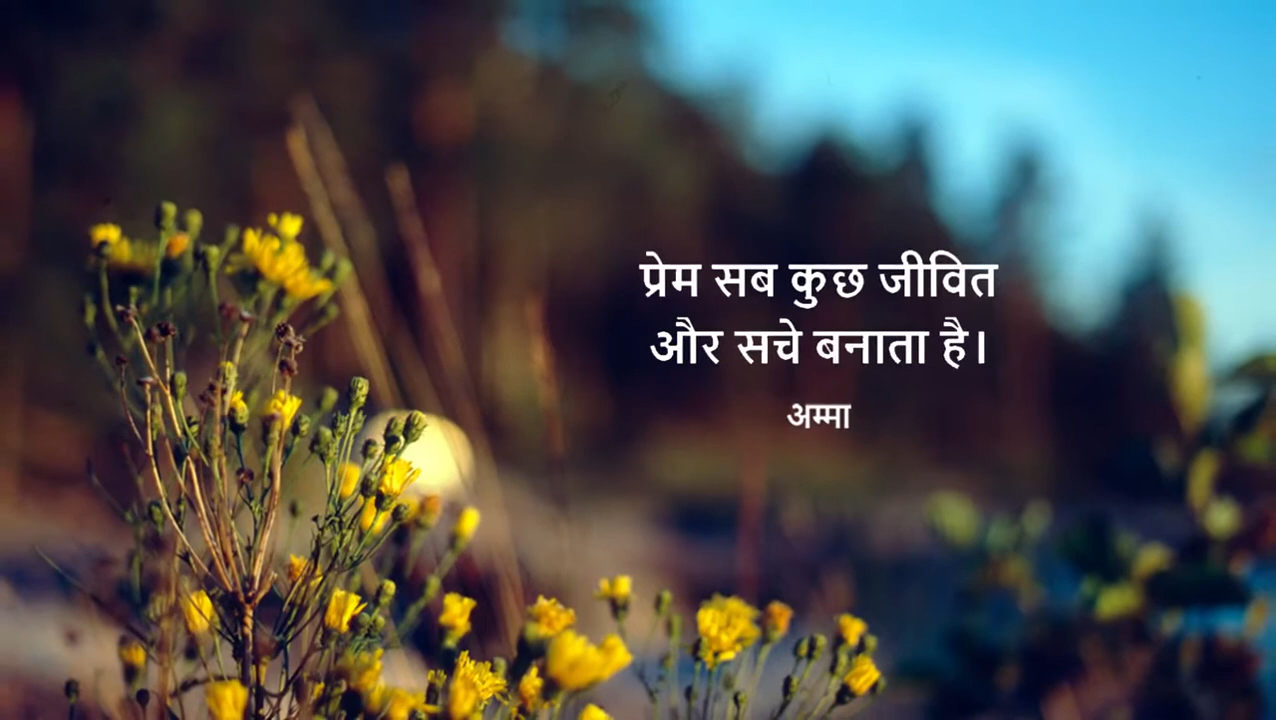 प्रेम सब कुछ जीवित
और सचे बनाता है।
अम्मा